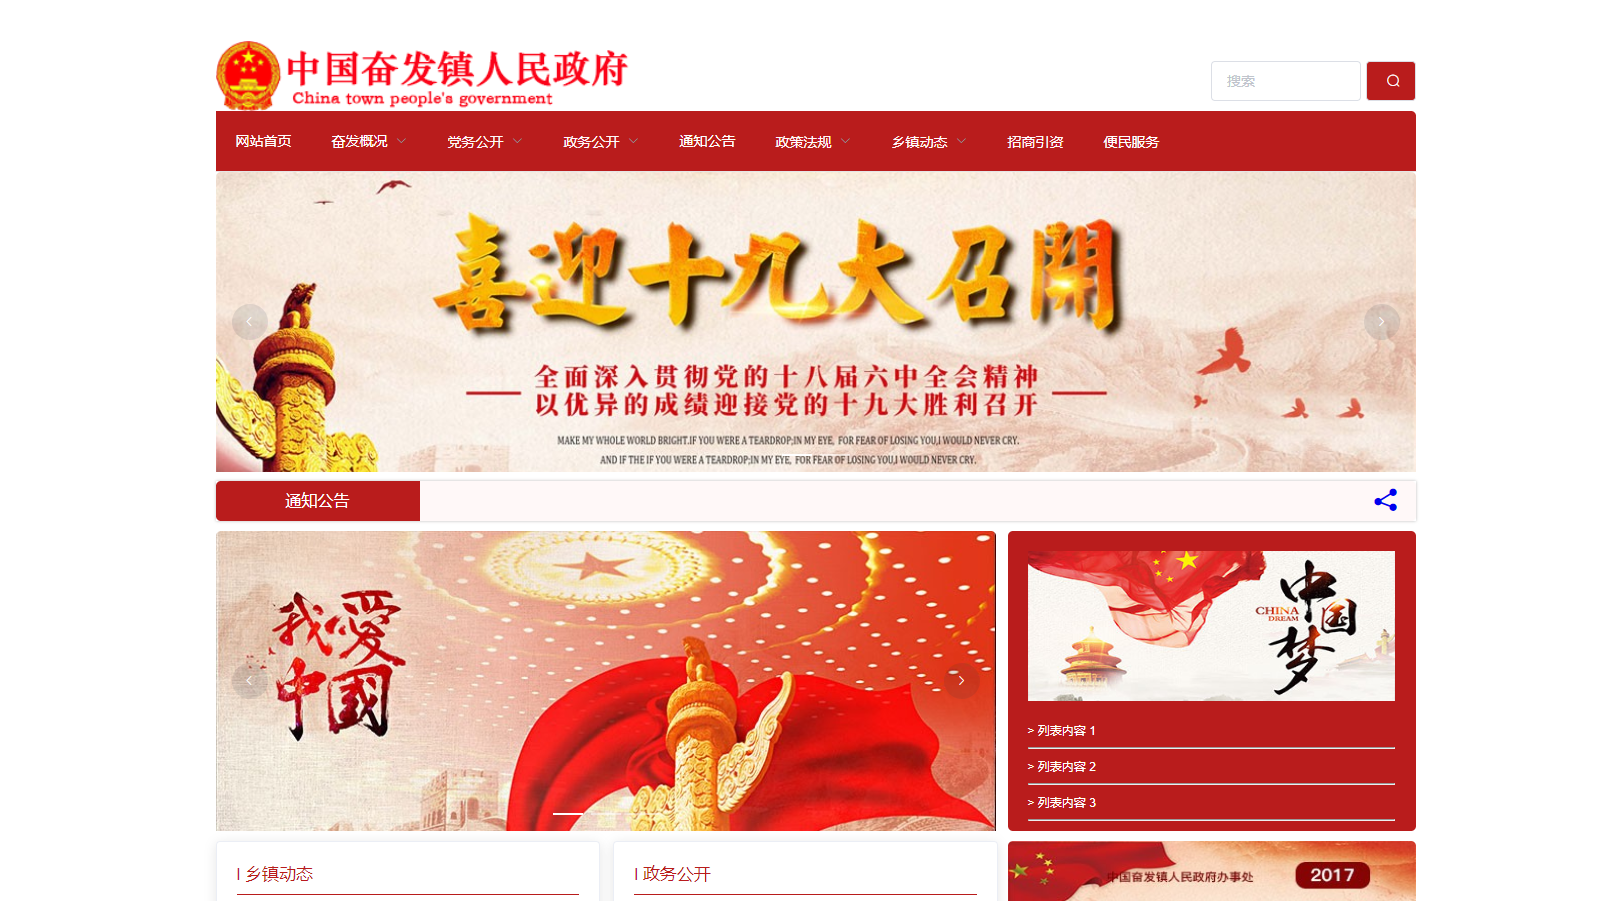 中国奋发镇人民政府
China town people's government
搜索
网站首页 奋发概况 党务公开 政务公开 通知公告 政策法规 乡镇动态 招商引资 便民服务
喜迎十九大召開
全面深入贯彻党的十八届六中全会精神
以优异的成绩迎接党的十九大胜利召开
MAKE MY WHOLE WORLD BRIGHT.IF YOU WERE A TEARDROP;IN MY EYE, FOR FEAR OF LOSING YOU,I WOULD NEVER CRY.
AND IF THE IF YOU WERE A TEARDROP;IN MY EYE, FOR FEAR OF LOSING YOU,I WOULD NEVER CRY.
通知公告
我愛
中國
中国
CHINA
DREAM
梦
> 列表内容 1
> 列表内容 2
> 列表内容 3
乡镇动态
政务公开
中国奋发镇人民政府办事处
2017